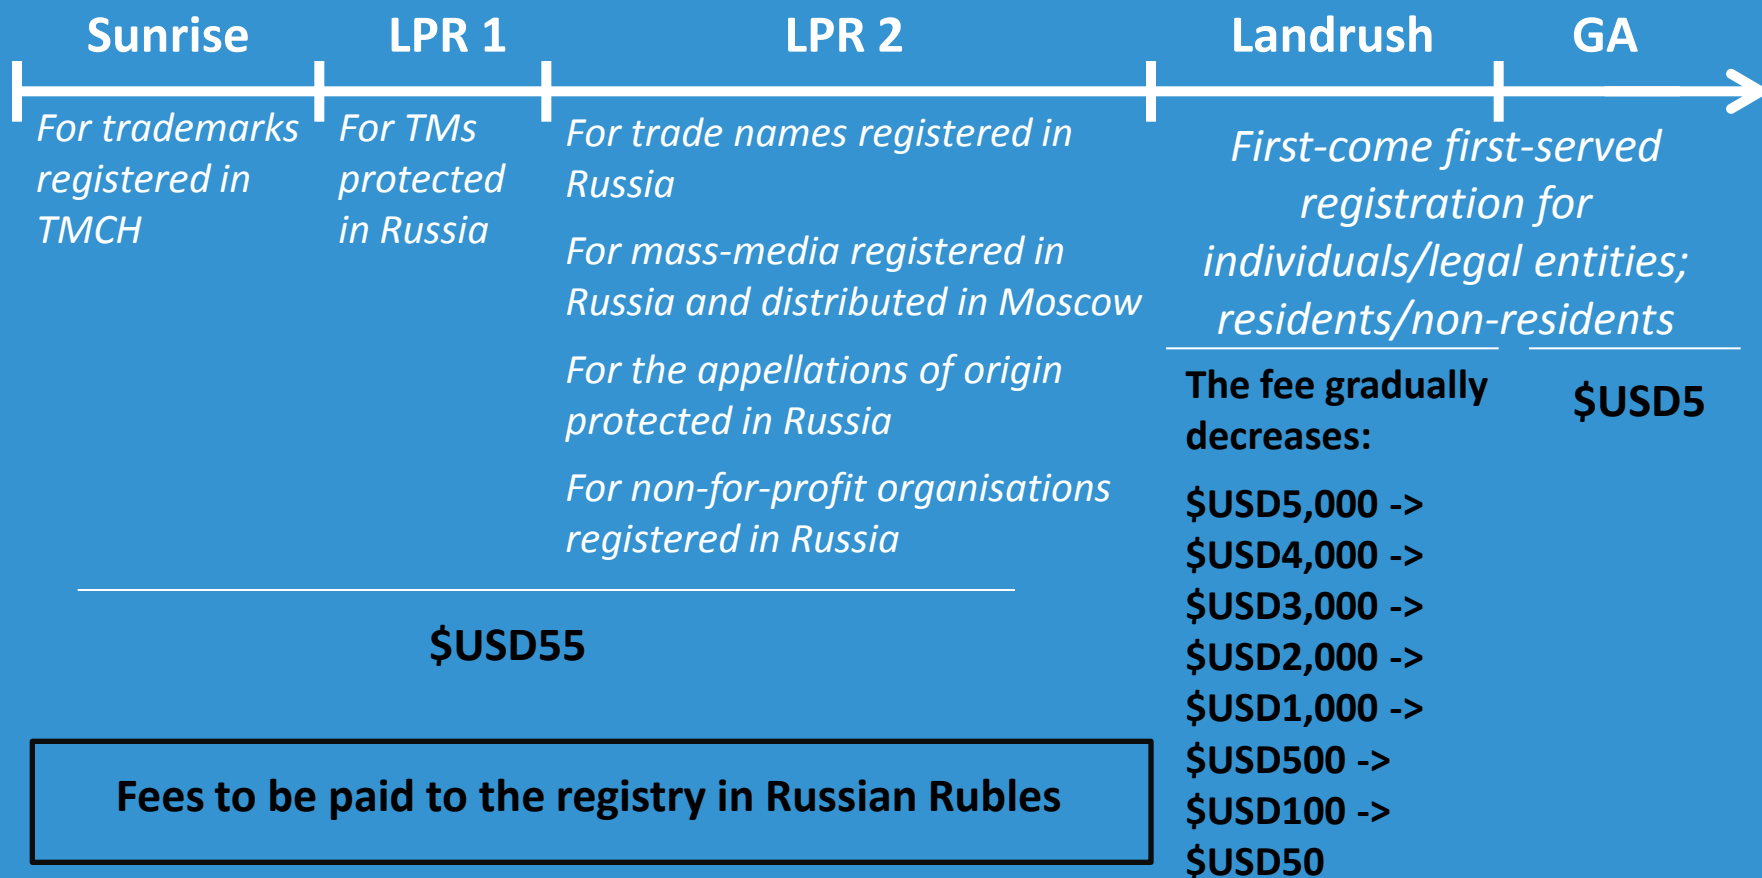 Sunrise
LPR 1
LPR 2
Landrush
GA
For trademarks
registered in
TMCH
For TMs
protected
in Russia
For trade names registered in
Russia
For mass-media registered in
Russia and distributed in Moscow
For the appellations of origin
protected in Russia
For non-for-profit organisations
registered in Russia
First-come first-served
registration for
individuals/legal entities;
residents/non-residents
$USD55
The fee gradually
decreases:
$USD5,000 ->
$USD4,000 ->
$USD3,000 ->
$USD2,000 ->
$USD1,000 ->
$USD500 ->
$USD100 ->
$USD50
$USD5
Fees to be paid to the registry in Russian Rubles